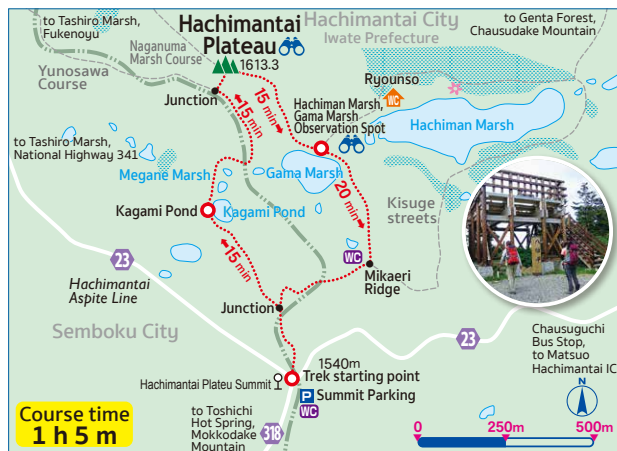 to Tashiro Marsh,
Fukenoyu
Hachimantai
Plateau
1613.3
Hachimantai City
Iwate Prefecture
to Genta Forest,
Chausudake Mountain
Naganuma
Marsh Course
Yunosawa
Course
Junction
15 min
15 min
Ryounso
WC
Hachiman Marsh,
Gama Marsh
Observation Spot
Hachiman Marsh
to Tashiro Marsh,
National Highway 341
Megane Marsh
Gama Marsh
20 min
Kisuge
streets
Kagami Pond
Kagami Pond
15 min
WC
Mikaeri
Ridge
23
Hachimantai
Aspite Line
Semboku City
Junction
23
Chausuguchi
Bus Stop,
to Matsuo
Hachimantai IC
1540m
Hachimantai Plateu Summit
Trek starting point
P
Summit Parking
WC
Course time
1 h 5 m
to Toshichi
Hot Spring,
Mokkodake
Mountain
318
N
0
250m
500m